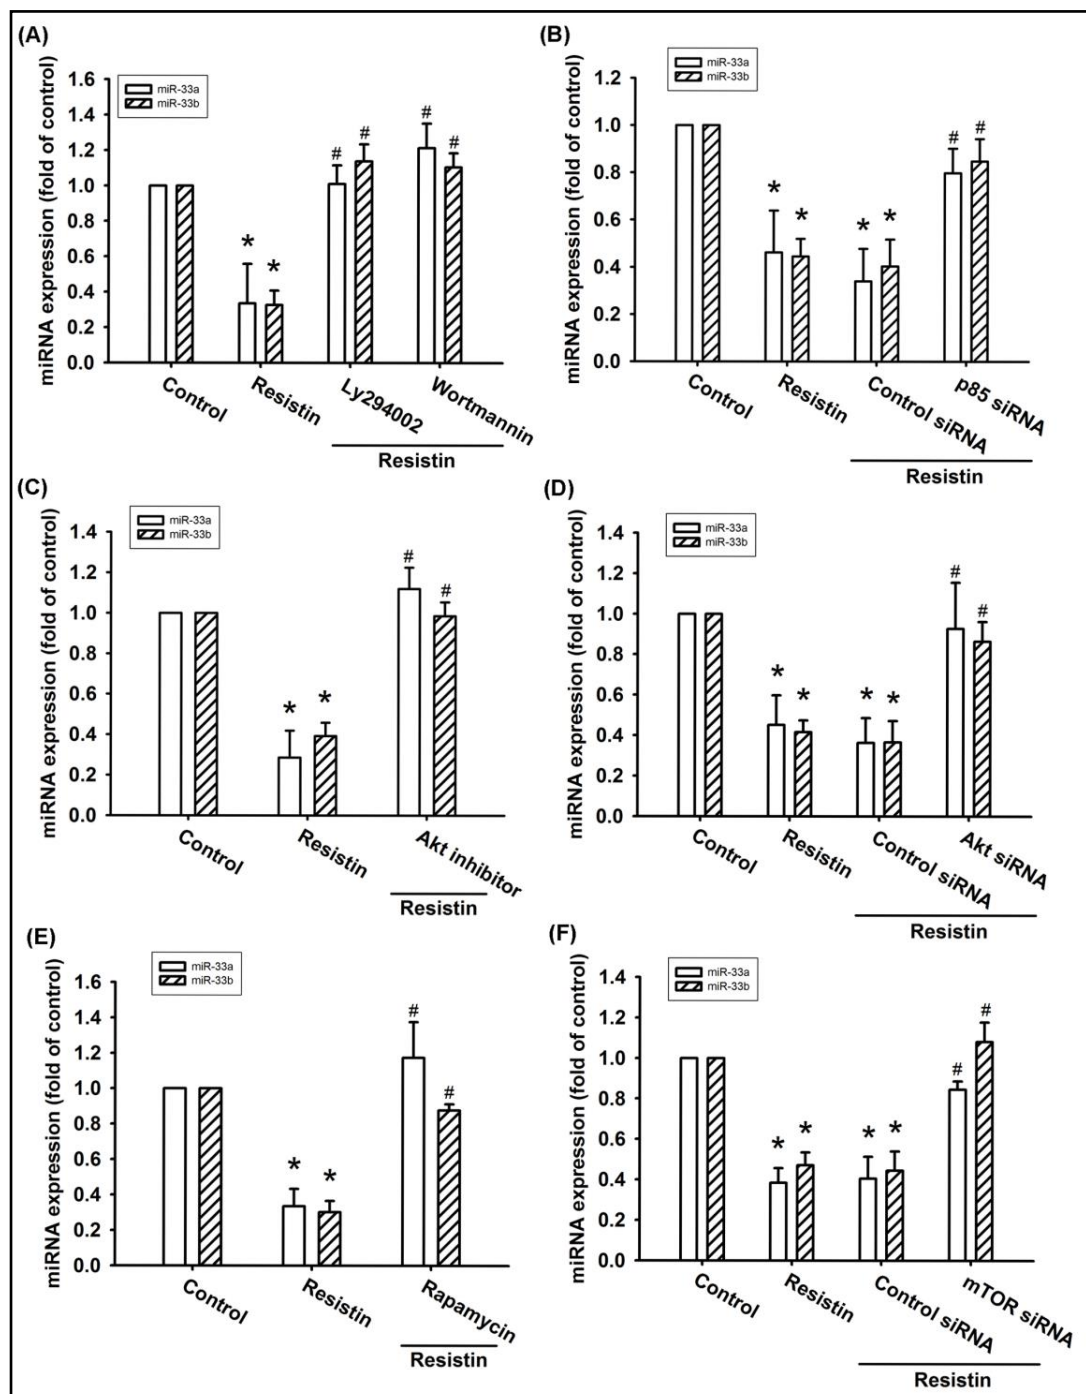 (A)
miRNA expression (fold of control)
miR-33a
miR-33b
1.6
1.4
1.2
1.0
0.8
0.6
0.4
0.2
0.0
* * # # # #
Control
Resistin
Ly294002
Wortmannin
Resistin
(B)
miRNA expression (fold of control)
miR-33a
miR-33b
1.2
1.0
0.8
0.6
0.4
0.2
0.0
* * * * # #
Control
Resistin
Control siRNA
p85 siRNA
Resistin
(C)
miRNA expression (fold of control)
miR-33a
miR-33b
1.4
1.2
1.0
0.8
0.6
0.4
0.2
0.0
* * # #
Control
Resistin
Akt inhibitor
Resistin
(D)
miRNA expression (fold of control)
miR-33a
miR-33b
1.4
1.2
1.0
0.8
0.6
0.4
0.2
0.0
* * * * # #
Control
Resistin
Control siRNA
Akt siRNA
Resistin
(E)
miRNA expression (fold of control)
miR-33a
miR-33b
1.6
1.4
1.2
1.0
0.8
0.6
0.4
0.2
0.0
* * # #
Control
Resistin
Rapamycin
Resistin
(F)
miRNA expression (fold of control)
miR-33a
miR-33b
1.4
1.2
1.0
0.8
0.6
0.4
0.2
0.0
* * * * # #
Control
Resistin
Control siRNA
mTOR siRNA
Resistin